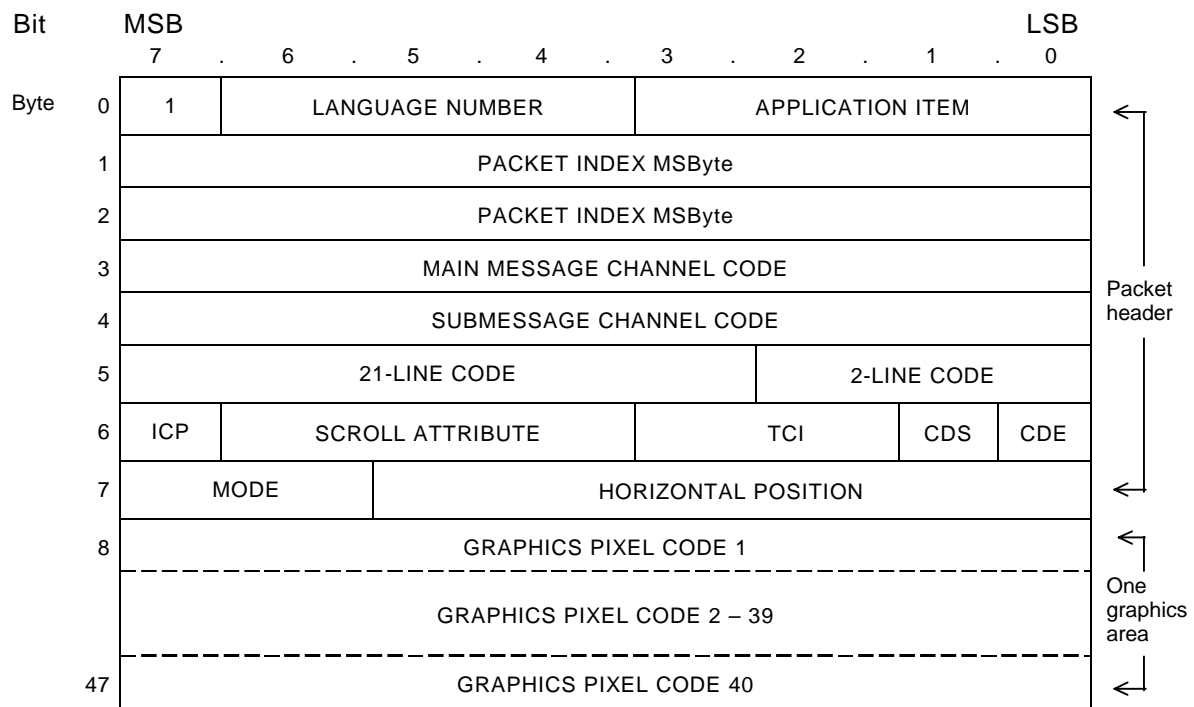 Bit MSB LSB
7 . 6 . 5 . 4 . 3 . 2 . 1 . 0
Byte 0 1 LANGUAGE NUMBER APPLICATION ITEM
1 PACKET INDEX MSByte
2 PACKET INDEX MSByte
3 MAIN MESSAGE CHANNEL CODE
4 SUBMESSAGE CHANNEL CODE
Packet
header
5 21-LINE CODE 2-LINE CODE
6 ICP SCROLL ATTRIBUTE TCI CDS CDE
7 MODE HORIZONTAL POSITION
8 GRAPHICS PIXEL CODE 1
GRAPHICS PIXEL CODE 2 – 39
One
graphics
area
47 GRAPHICS PIXEL CODE 40